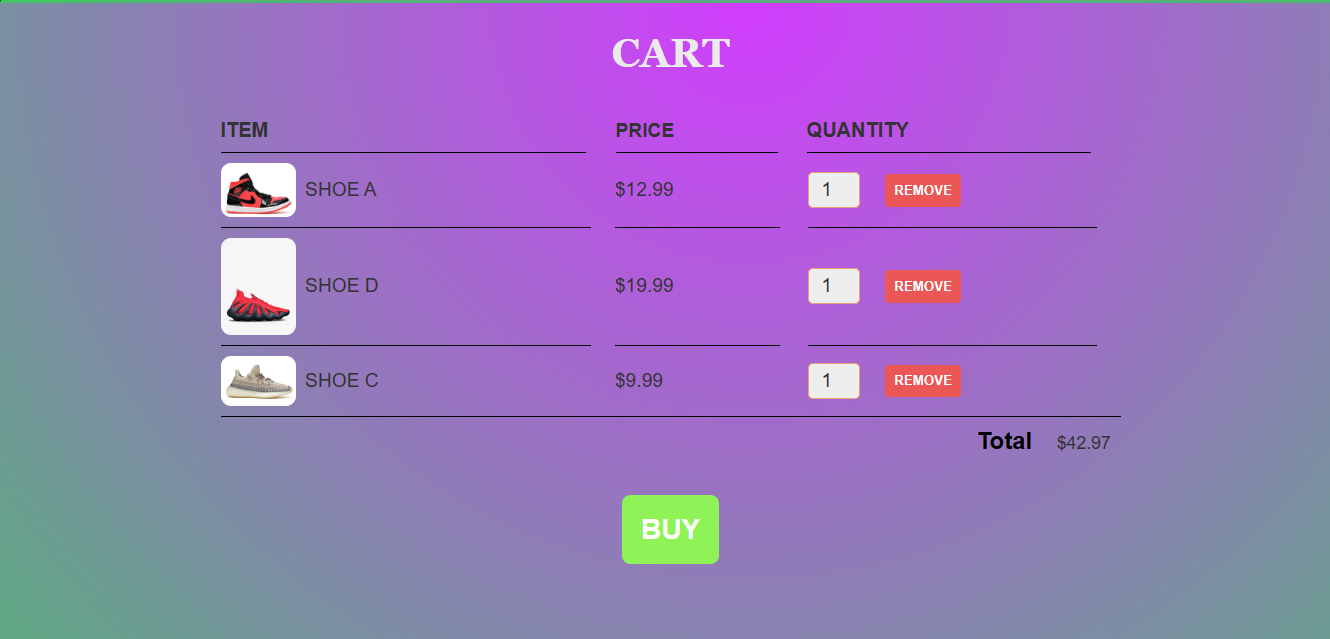 CART
ITEM PRICE QUANTITY
SHOE A $12.99 1 REMOVE
SHOE D $19.99 1 REMOVE
SHOE C $9.99 1 REMOVE
Total $42.97
BUY